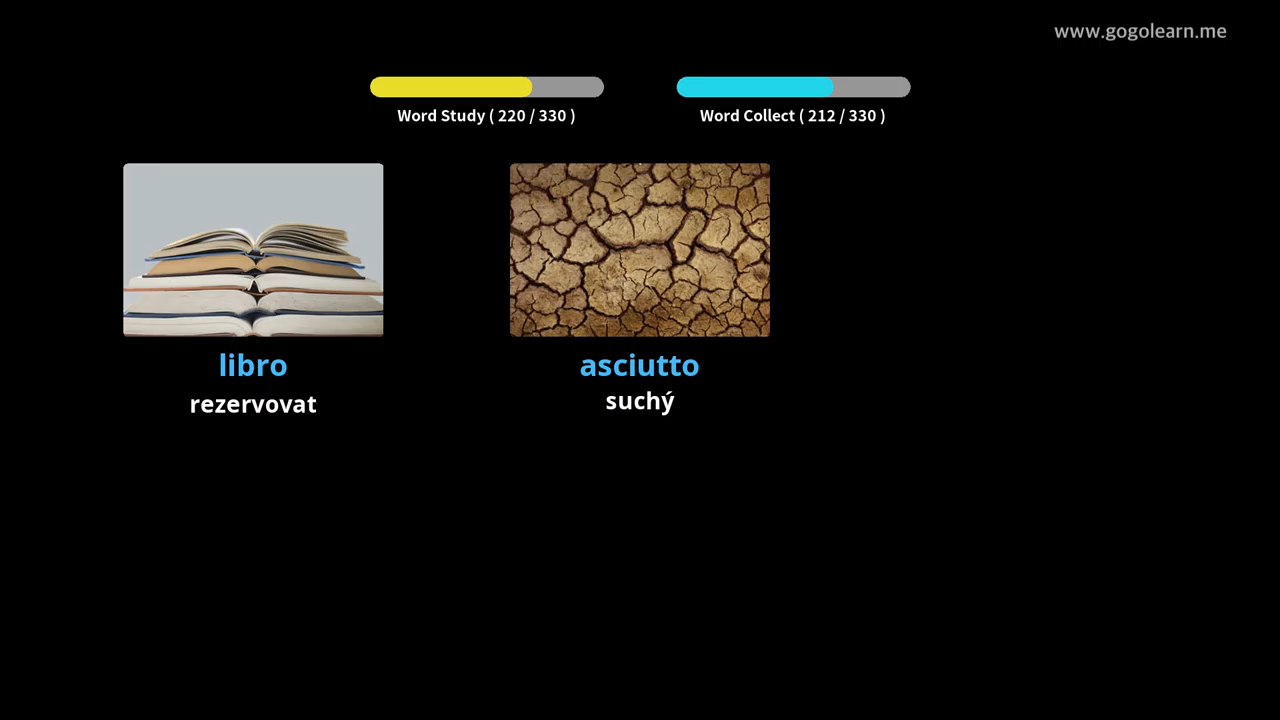 www.gogolearn.me
Word Study ( 220 / 330 )
Word Collect ( 212 / 330 )
libro
rezervovat
asciutto
suchý